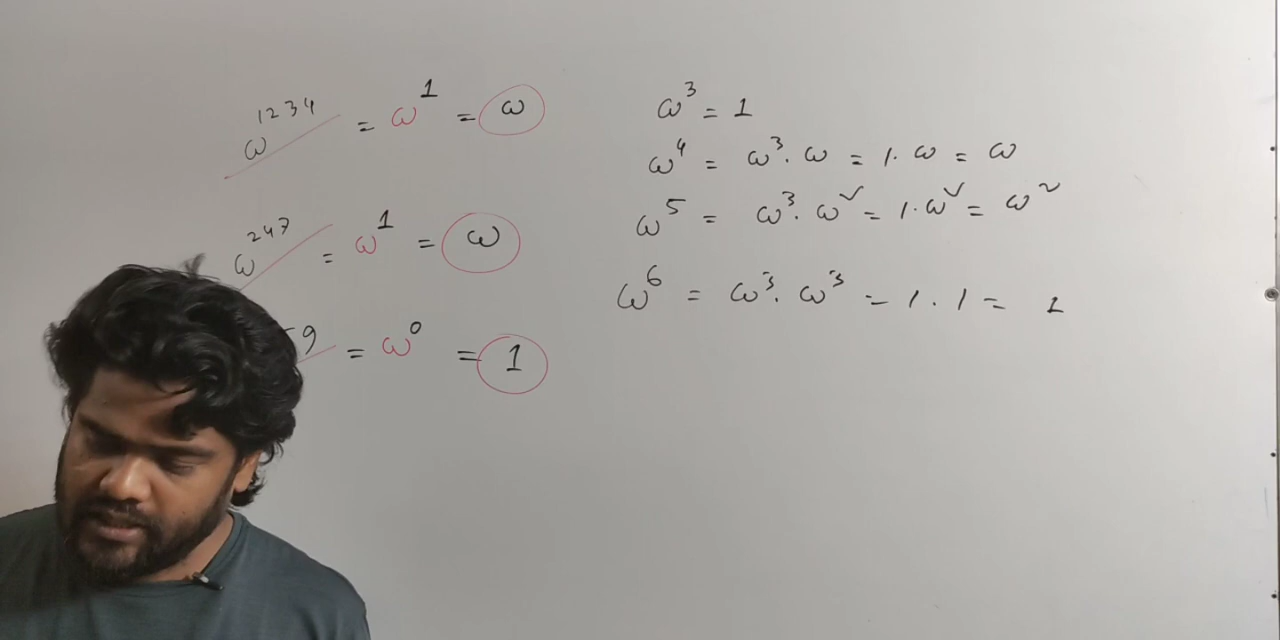 ω^1234 = ω^1 = ω
ω^247 = ω^1 = ω
9 = ω^0 = 1
ω^3 = 1
ω^4 = ω^3 . ω = 1 . ω = ω
ω^5 = ω^3 . ω^2 = 1 . ω^2 = ω^2
ω^6 = ω^3 . ω^3 = 1 . 1 = 1